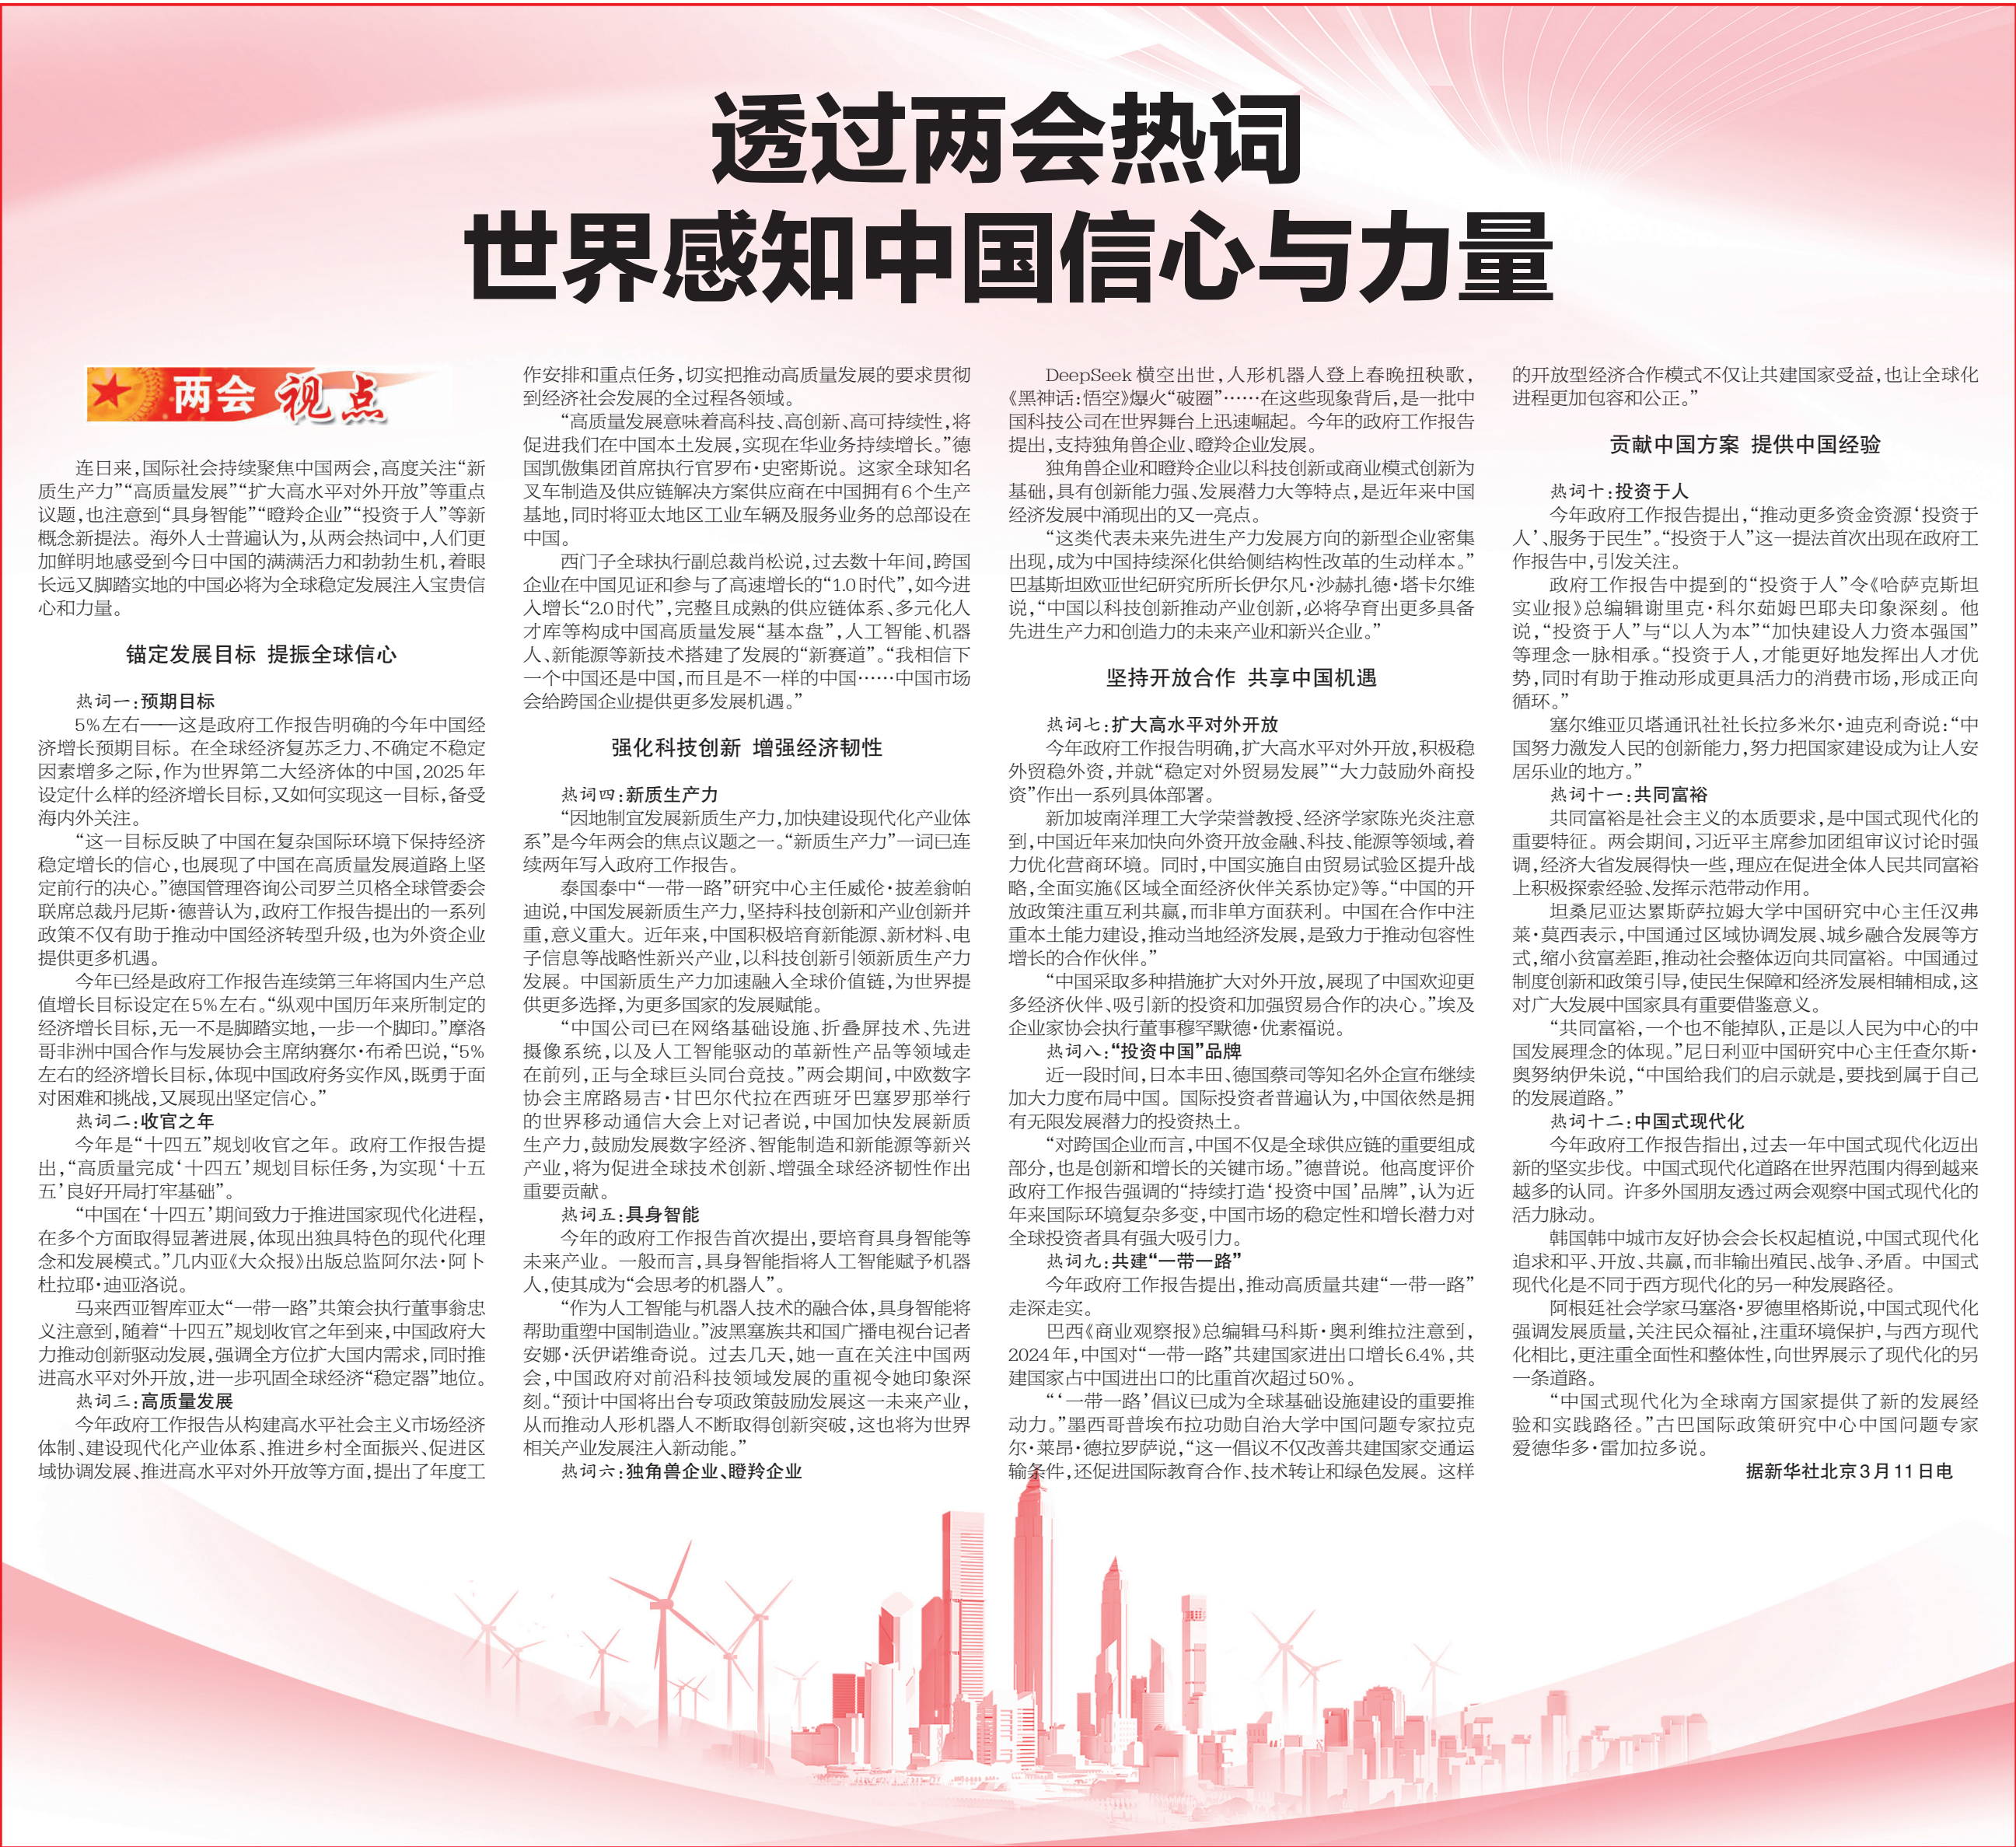 透过两会热词
世界感知中国信心与力量
两会 视点
连日来,国际社会持续聚焦中国两会,高度关注“新
质生产力”“高质量发展”“扩大高水平对外开放”等重点
议题,也注意到“具身智能”“瞪羚企业”“投资于人”等新
概念新提法。海外人士普遍认为,从两会热词中,人们更
加鲜明地感受到今日中国的满满活力和勃勃生机,着眼
长远又脚踏实地的中国必将为全球稳定发展注入宝贵信
心和力量。
锚定发展目标 提振全球信心
热词一:预期目标
5%左右——这是政府工作报告明确的今年中国经
济增长预期目标。在全球经济复苏乏力、不确定不稳定
因素增多之际,作为世界第二大经济体的中国,2025年
设定什么样的经济增长目标,又如何实现这一目标,备受
海内外关注。
“这一目标反映了中国在复杂国际环境下保持经济
稳定增长的信心,也展现了中国在高质量发展道路上坚
定前行的决心。”德国管理咨询公司罗兰贝格全球管委会
联席总裁丹尼斯·德普认为,政府工作报告提出的一系列
政策不仅有助于推动中国经济转型升级,也为外资企业
提供更多机遇。
今年已经是政府工作报告连续第三年将国内生产总
值增长目标设定在5%左右。“纵观中国历年来所制定的
经济增长目标,无一不是脚踏实地,一步一个脚印。”摩洛
哥非洲中国合作与发展协会主席纳赛尔·布希巴说,“5%
左右的经济增长目标,体现中国政府务实作风,既勇于面
对困难和挑战,又展现出坚定信心。”
热词二:收官之年
今年是“十四五”规划收官之年。政府工作报告提
出,“高质量完成‘十四五’规划目标任务,为实现‘十五
五’良好开局打牢基础”。
“中国在‘十四五’期间致力于推进国家现代化进程,
在多个方面取得显著进展,体现出独具特色的现代化理
念和发展模式。”几内亚《大众报》出版总监阿尔法·阿卜
杜拉耶·迪亚洛说。
马来西亚智库亚太“一带一路”共策会执行董事翁忠
义注意到,随着“十四五”规划收官之年到来,中国政府大
力推动创新驱动发展,强调全方位扩大国内需求,同时推
进高水平对外开放,进一步巩固全球经济“稳定器”地位。
热词三:高质量发展
今年政府工作报告从构建高水平社会主义市场经济
体制、建设现代化产业体系、推进乡村全面振兴、促进区
域协调发展、推进高水平对外开放等方面,提出了年度工
作安排和重点任务,切实把推动高质量发展的要求贯彻
到经济社会发展的全过程各领域。
“高质量发展意味着高科技、高创新、高可持续性,将
促进我们在中国本土发展,实现在华业务持续增长。”德
国凯傲集团首席执行官罗布·史密斯说。这家全球知名
叉车制造及供应链解决方案供应商在中国拥有6个生产
基地,同时将亚太地区工业车辆及服务业务的总部设在
中国。
西门子全球执行副总裁肖松说,过去数十年间,跨国
企业在中国见证和参与了高速增长的“1.0时代”,如今进
入增长“2.0时代”,完整且成熟的供应链体系、多元化人
才库等构成中国高质量发展“基本盘”,人工智能、机器
人、新能源等新技术搭建了发展的“新赛道”。“我相信下
一个中国还是中国,而且是不一样的中国……中国市场
会给跨国企业提供更多发展机遇。”
强化科技创新 增强经济韧性
热词四:新质生产力
“因地制宜发展新质生产力,加快建设现代化产业体
系”是今年两会的焦点议题之一。“新质生产力”一词已连
续两年写入政府工作报告。
泰国泰中“一带一路”研究中心主任威伦·披差翁帕
迪说,中国发展新质生产力,坚持科技创新和产业创新并
重,意义重大。近年来,中国积极培育新能源、新材料、电
子信息等战略性新兴产业,以科技创新引领新质生产力
发展。中国新质生产力加速融入全球价值链,为世界提
供更多选择,为更多国家的发展赋能。
“中国公司已在网络基础设施、折叠屏技术、先进
摄像系统,以及人工智能驱动的革新性产品等领域走
在前列,正与全球巨头同台竞技。”两会期间,中欧数字
协会主席路易吉·甘巴尔代拉在西班牙巴塞罗那举行
的世界移动通信大会上对记者说,中国加快发展新质
生产力,鼓励发展数字经济、智能制造和新能源等新兴
产业,将为促进全球技术创新、增强全球经济韧性作出
重要贡献。
热词五:具身智能
今年的政府工作报告首次提出,要培育具身智能等
未来产业。一般而言,具身智能指将人工智能赋予机器
人,使其成为“会思考的机器人”。
“作为人工智能与机器人技术的融合体,具身智能将
帮助重塑中国制造业。”波黑塞族共和国广播电视台记者
安娜·沃伊诺维奇说。过去几天,她一直在关注中国两
会,中国政府对前沿科技领域发展的重视令她印象深
刻。“预计中国将出台专项政策鼓励发展这一未来产业,
从而推动人形机器人不断取得创新突破,这也将为世界
相关产业发展注入新动能。”
热词六:独角兽企业、瞪羚企业
DeepSeek横空出世,人形机器人登上春晚扭秧歌,
《黑神话:悟空》爆火“破圈”……在这些现象背后,是一批中
国科技公司在世界舞台上迅速崛起。今年的政府工作报告
提出,支持独角兽企业、瞪羚企业发展。
独角兽企业和瞪羚企业以科技创新或商业模式创新为
基础,具有创新能力强、发展潜力大等特点,是近年来中国
经济发展中涌现出的又一亮点。
“这类代表未来先进生产力发展方向的新型企业密集
出现,成为中国持续深化供给侧结构性改革的生动样本。”
巴基斯坦欧亚世纪研究所所长伊尔凡·沙赫扎德·塔卡尔维
说,“中国以科技创新推动产业创新,必将孕育出更多具备
先进生产力和创造力的未来产业和新兴企业。”
坚持开放合作 共享中国机遇
热词七:扩大高水平对外开放
今年政府工作报告明确,扩大高水平对外开放,积极稳
外贸稳外资,并就“稳定对外贸易发展”“大力鼓励外商投
资”作出一系列具体部署。
新加坡南洋理工大学荣誉教授、经济学家陈光炎注意
到,中国近年来加快向外资开放金融、科技、能源等领域,着
力优化营商环境。同时,中国实施自由贸易试验区提升战
略,全面实施《区域全面经济伙伴关系协定》等。“中国的开
放政策注重互利共赢,而非单方面获利。中国在合作中注
重本土能力建设,推动当地经济发展,是致力于推动包容性
增长的合作伙伴。”
“中国采取多种措施扩大对外开放,展现了中国欢迎更
多经济伙伴、吸引新的投资和加强贸易合作的决心。”埃及
企业家协会执行董事穆罕默德·优素福说。
热词八:“投资中国”品牌
近一段时间,日本丰田、德国蔡司等知名外企宣布继续
加大力度布局中国。国际投资者普遍认为,中国依然是拥
有无限发展潜力的投资热土。
“对跨国企业而言,中国不仅是全球供应链的重要组成
部分,也是创新和增长的关键市场。”德普说。他高度评价
政府工作报告强调的“持续打造‘投资中国’品牌”,认为近
年来国际环境复杂多变,中国市场的稳定性和增长潜力对
全球投资者具有强大吸引力。
热词九:共建“一带一路”
今年政府工作报告提出,推动高质量共建“一带一路”
走深走实。
巴西《商业观察报》总编辑马科斯·奥利维拉注意到,
2024年,中国对“一带一路”共建国家进出口增长6.4%,共
建国家占中国进出口的比重首次超过50%。
“‘一带一路’倡议已成为全球基础设施建设的重要推
动力。”墨西哥普埃布拉功勋自治大学中国问题专家拉克
尔·莱昂·德拉罗萨说,“这一倡议不仅改善共建国家交通运
输条件,还促进国际教育合作、技术转让和绿色发展。这样
的开放型经济合作模式不仅让共建国家受益,也让全球化
进程更加包容和公正。”
贡献中国方案 提供中国经验
热词十:投资于人
今年政府工作报告提出,“推动更多资金资源‘投资于
人’、服务于民生”。“投资于人”这一提法首次出现在政府工
作报告中,引发关注。
政府工作报告中提到的“投资于人”令《哈萨克斯坦
实业报》总编辑谢里克·科尔茹姆巴耶夫印象深刻。他
说,“投资于人”与“以人为本”“加快建设人力资本强国”
等理念一脉相承。“投资于人,才能更好地发挥出人才优
势,同时有助于推动形成更具活力的消费市场,形成正向
循环。”
塞尔维亚贝塔通讯社社长拉多米尔·迪克利奇说:“中
国努力激发人民的创新能力,努力把国家建设成为让人安
居乐业的地方。”
热词十一:共同富裕
共同富裕是社会主义的本质要求,是中国式现代化的
重要特征。两会期间,习近平主席参加团组审议讨论时强
调,经济大省发展得快一些,理应在促进全体人民共同富裕
上积极探索经验、发挥示范带动作用。
坦桑尼亚达累斯萨拉姆大学中国研究中心主任汉弗
莱·莫西表示,中国通过区域协调发展、城乡融合发展等方
式,缩小贫富差距,推动社会整体迈向共同富裕。中国通过
制度创新和政策引导,使民生保障和经济发展相辅相成,这
对广大发展中国家具有重要借鉴意义。
“共同富裕,一个也不能掉队,正是以人民为中心的中
国发展理念的体现。”尼日利亚中国研究中心主任查尔斯·
奥努纳伊朱说,“中国给我们的启示就是,要找到属于自己
的发展道路。”
热词十二:中国式现代化
今年政府工作报告指出,过去一年中国式现代化迈出
新的坚实步伐。中国式现代化道路在世界范围内得到越来
越多的认同。许多外国朋友透过两会观察中国式现代化的
活力脉动。
韩国韩中城市友好协会会长权起植说,中国式现代化
追求和平、开放、共赢,而非输出殖民、战争、矛盾。中国式
现代化是不同于西方现代化的另一种发展路径。
阿根廷社会学家马塞洛·罗德里格斯说,中国式现代化
强调发展质量,关注民众福祉,注重环境保护,与西方现代
化相比,更注重全面性和整体性,向世界展示了现代化的另
一条道路。
“中国式现代化为全球南方国家提供了新的发展经
验和实践路径。”古巴国际政策研究中心中国问题专家
爱德华多·雷加拉多说。
据新华社北京3月11日电